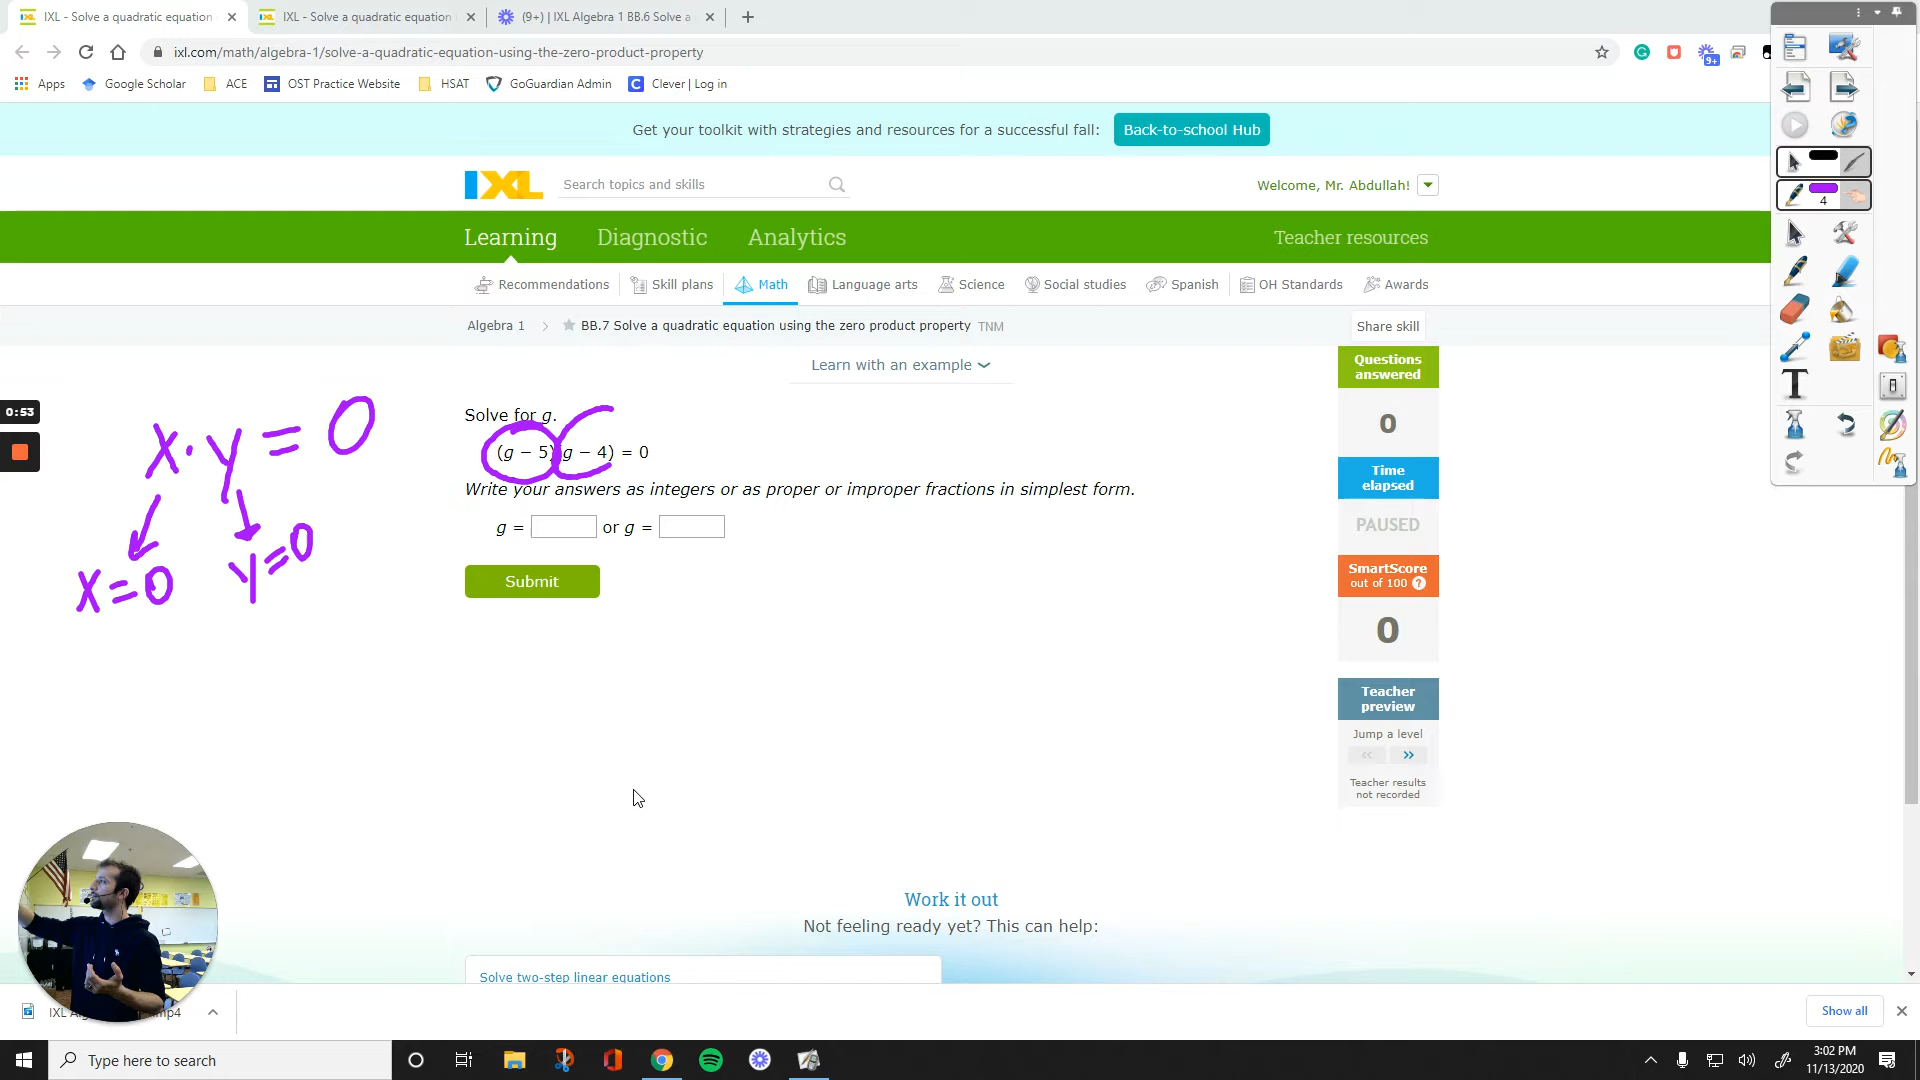 IXL - Solve a quadratic equation
IXL - Solve a quadratic equation
(9+) | IXL Algebra 1 BB.6 Solve a
ixl.com/math/algebra-1/solve-a-quadratic-equation-using-the-zero-product-property
9+
Apps Google Scholar ACE OST Practice Website HSAT GoGuardian Admin Clever | Log in
Get your toolkit with strategies and resources for a successful fall: Back-to-school Hub
IXL Search topics and skills Welcome, Mr. Abdullah!
4
Learning Diagnostic Analytics Teacher resources
Recommendations Skill plans Math Language arts Science Social studies Spanish OH Standards Awards
Algebra 1 > BB.7 Solve a quadratic equation using the zero product property TNM Share skill
Learn with an example
Questions answered
0
Time elapsed
PAUSED
SmartScore
out of 100 ?
0
Teacher preview
Jump a level
<< >>
Teacher results not recorded
0:53
x · y = 0
x = 0
y = 0
Solve for g.
(g − 5)(g − 4) = 0
Write your answers as integers or as proper or improper fractions in simplest form.
g = or g =
Submit
Work it out
Not feeling ready yet? This can help:
Solve two-step linear equations
IXL mp4
Show all
Type here to search
3:02 PM
11/13/2020